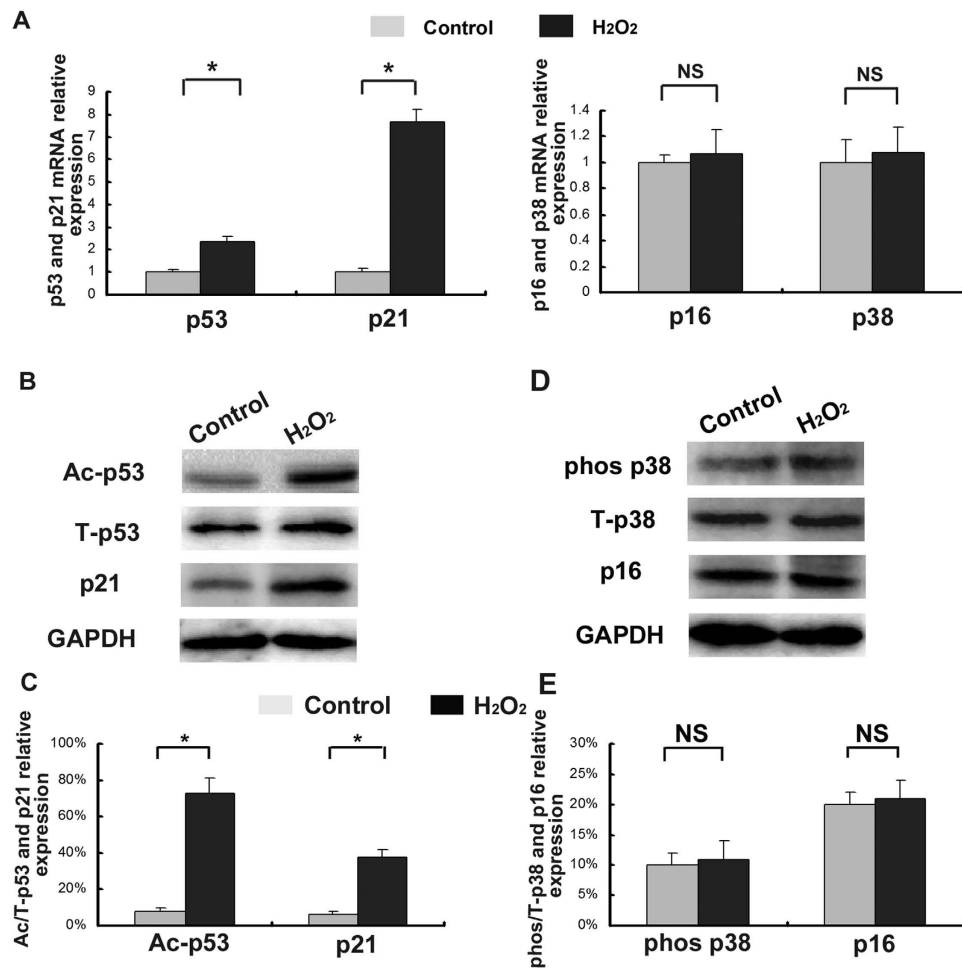 A
Control H₂O₂
p53 and p21 mRNA relative
expression
9
8
7
6
5
4
3
2
1
0
*
*
p53 p21
p16 and p38 mRNA relative
expression
1.4
1.2
1
0.8
0.6
0.4
0.2
0
NS
NS
p16 p38
B
Control H₂O₂
Ac-p53
T-p53
p21
GAPDH
D
Control H₂O₂
phos p38
T-p38
p16
GAPDH
C
Control H₂O₂
Ac/T-p53 and p21 relative
expression
100%
80%
60%
40%
20%
0%
*
*
Ac-p53 p21
E
phos/T-p38 and p16 relative
expression
30%
25%
20%
15%
10%
5%
0%
NS
NS
phos p38 p16